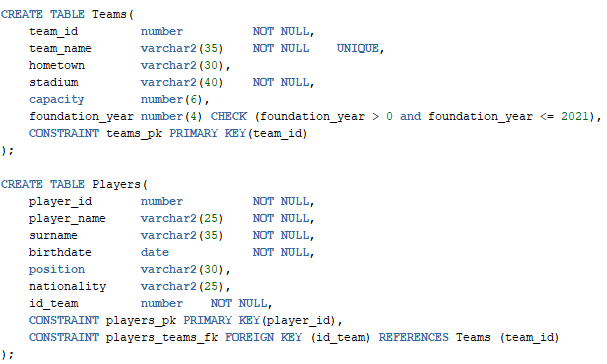 CREATE TABLE Teams(
team_id number NOT NULL,
team_name varchar2(35) NOT NULL UNIQUE,
hometown varchar2(30),
stadium varchar2(40) NOT NULL,
capacity number(6),
foundation_year number(4) CHECK (foundation_year > 0 and foundation_year <= 2021),
CONSTRAINT teams_pk PRIMARY KEY(team_id)
);
CREATE TABLE Players(
player_id number NOT NULL,
player_name varchar2(25) NOT NULL,
surname varchar2(35) NOT NULL,
birthdate date NOT NULL,
position varchar2(30),
nationality varchar2(25),
id_team number NOT NULL,
CONSTRAINT players_pk PRIMARY KEY(player_id),
CONSTRAINT players_teams_fk FOREIGN KEY (id_team) REFERENCES Teams (team_id)
);